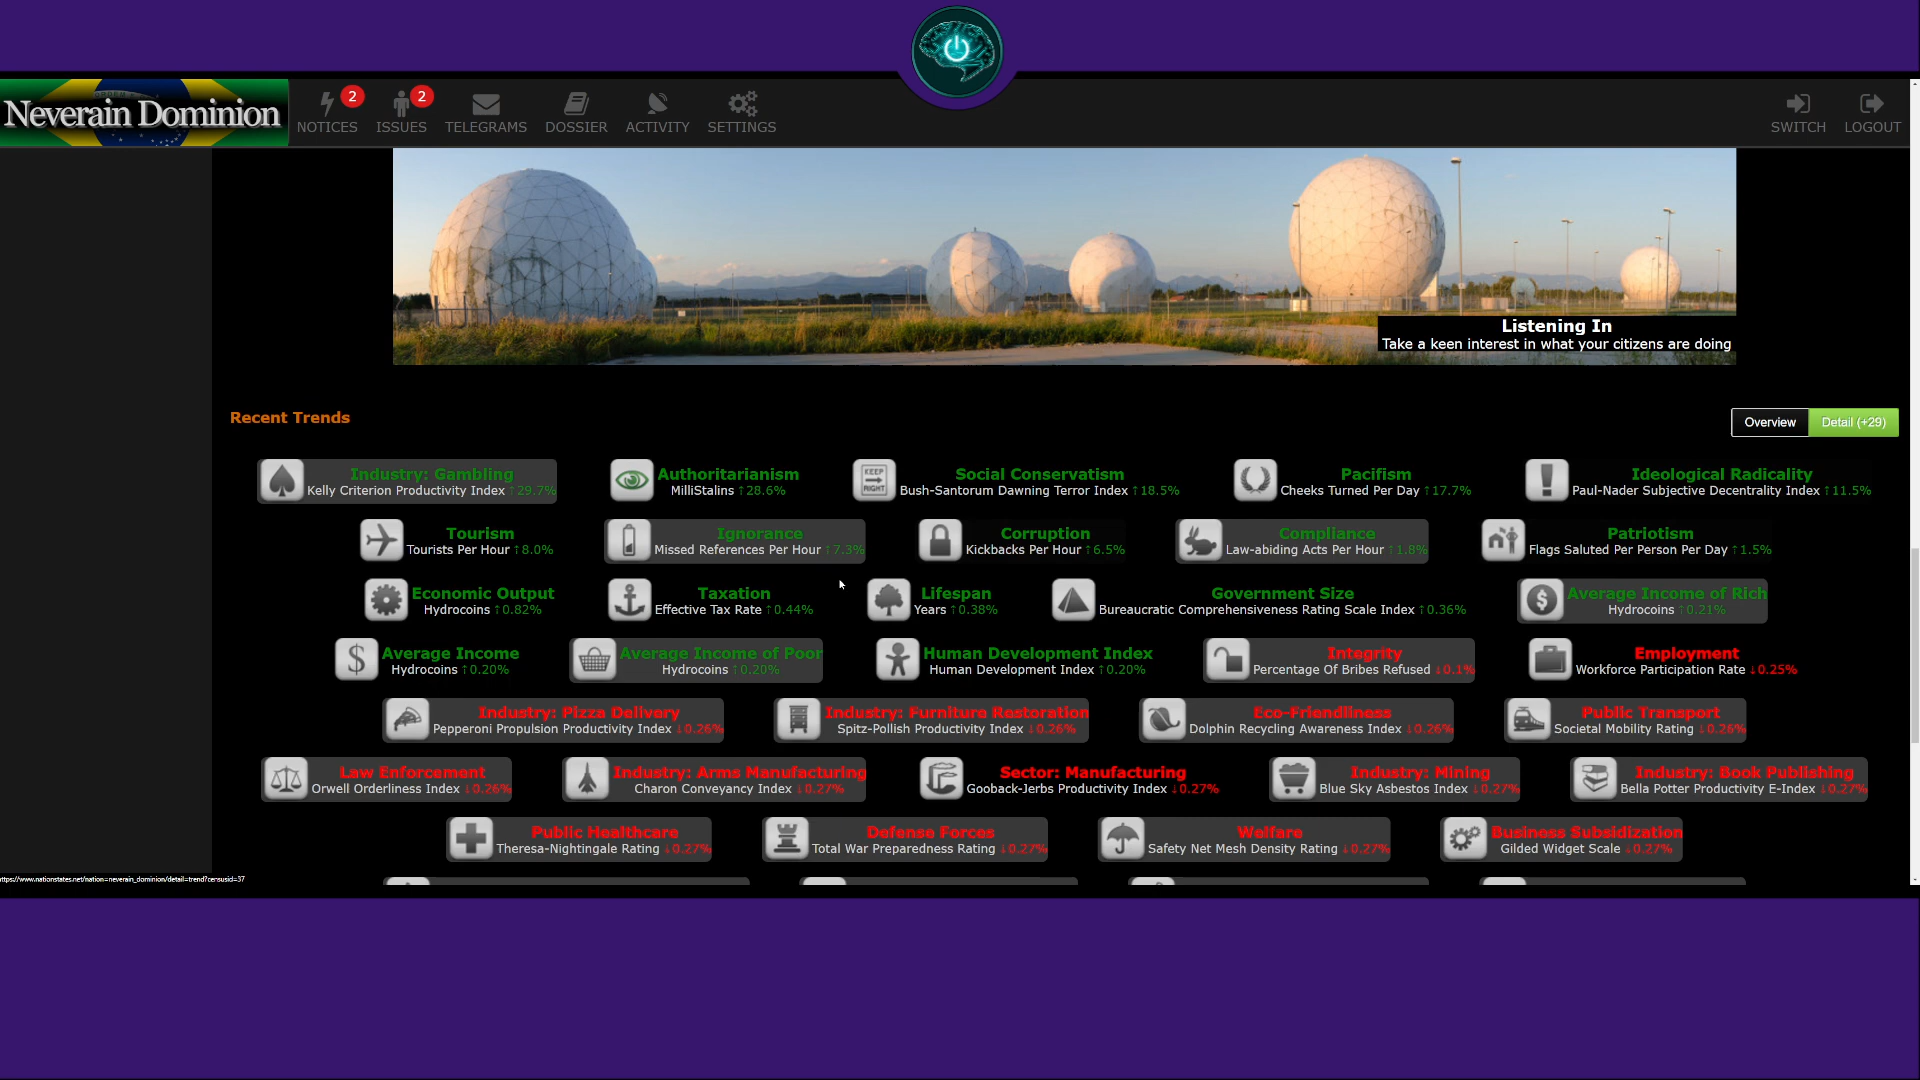 Neverain Dominion
2
NOTICES
2
ISSUES
TELEGRAMS
DOSSIER
ACTIVITY
SETTINGS
SWITCH
LOGOUT
Listening In
Take a keen interest in what your citizens are doing
Recent Trends
Overview
Detail (+29)
Industry: Gambling
Kelly Criterion Productivity Index ↑29.7%
Authoritarianism
MilliStalins ↑28.6%
Social Conservatism
KEEP RIGHT
Bush-Santorum Dawning Terror Index ↑18.5%
Pacifism
Cheeks Turned Per Day ↑17.7%
Ideological Radicality
Paul-Nader Subjective Decentrality Index ↑11.5%
Tourism
Tourists Per Hour ↑8.0%
Ignorance
Missed References Per Hour ↑7.3%
Corruption
Kickbacks Per Hour ↑6.5%
Compliance
Law-abiding Acts Per Hour ↑1.8%
Patriotism
Flags Saluted Per Person Per Day ↑1.5%
Economic Output
Hydrocoins ↑0.82%
Taxation
Effective Tax Rate ↑0.44%
Lifespan
Years ↑0.38%
Government Size
Bureaucratic Comprehensiveness Rating Scale Index ↑0.36%
Average Income of Rich
Hydrocoins ↑0.21%
Average Income
Hydrocoins ↑0.20%
Average Income of Poor
Hydrocoins ↑0.20%
Human Development Index
Human Development Index ↑0.20%
Integrity
Percentage Of Bribes Refused ↓0.1%
Employment
Workforce Participation Rate ↓0.25%
Industry: Pizza Delivery
Pepperoni Propulsion Productivity Index ↓0.26%
Industry: Furniture Restoration
Spitz-Pollish Productivity Index ↓0.26%
Eco-Friendliness
Dolphin Recycling Awareness Index ↓0.26%
Public Transport
Societal Mobility Rating ↓0.26%
Law Enforcement
Orwell Orderliness Index ↓0.26%
Industry: Arms Manufacturing
Charon Conveyancy Index ↓0.27%
Sector: Manufacturing
Gooback-Jerbs Productivity Index ↓0.27%
Industry: Mining
Blue Sky Asbestos Index ↓0.27%
Industry: Book Publishing
Bella Potter Productivity E-Index ↓0.27%
Public Healthcare
Theresa-Nightingale Rating ↓0.27%
Defense Forces
Total War Preparedness Rating ↓0.27%
Welfare
Safety Net Mesh Density Rating ↓0.27%
Business Subsidization
Gilded Widget Scale ↓0.27%
ttps://www.nationstates.net/nation=neverain_dominion/detail=trend?censusid=37